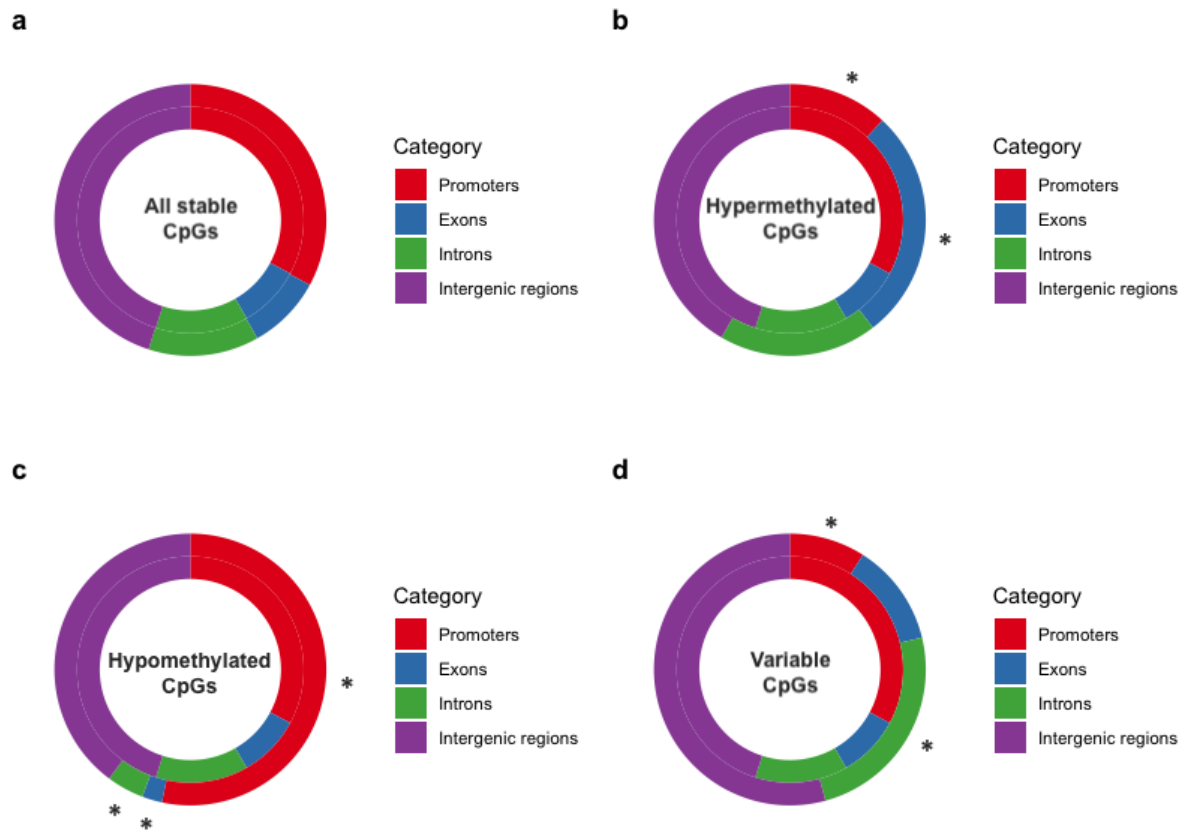 a
All stable
CpGs
Category
Promoters
Exons
Introns
Intergenic regions
b
*
*
Hypermethylated
CpGs
Category
Promoters
Exons
Introns
Intergenic regions
c
Hypomethylated
CpGs
*
*
*
Category
Promoters
Exons
Introns
Intergenic regions
d
*
Variable
CpGs
*
Category
Promoters
Exons
Introns
Intergenic regions